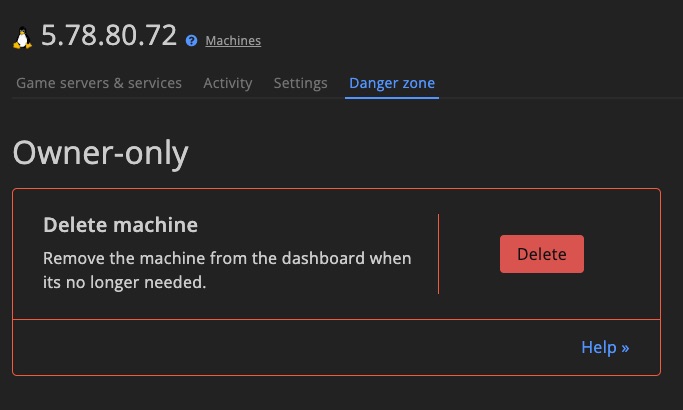 5.78.80.72 ? Machines
Game servers & services Activity Settings Danger zone
Owner-only
Delete machine
Remove the machine from the dashboard when
its no longer needed.
Delete
Help »